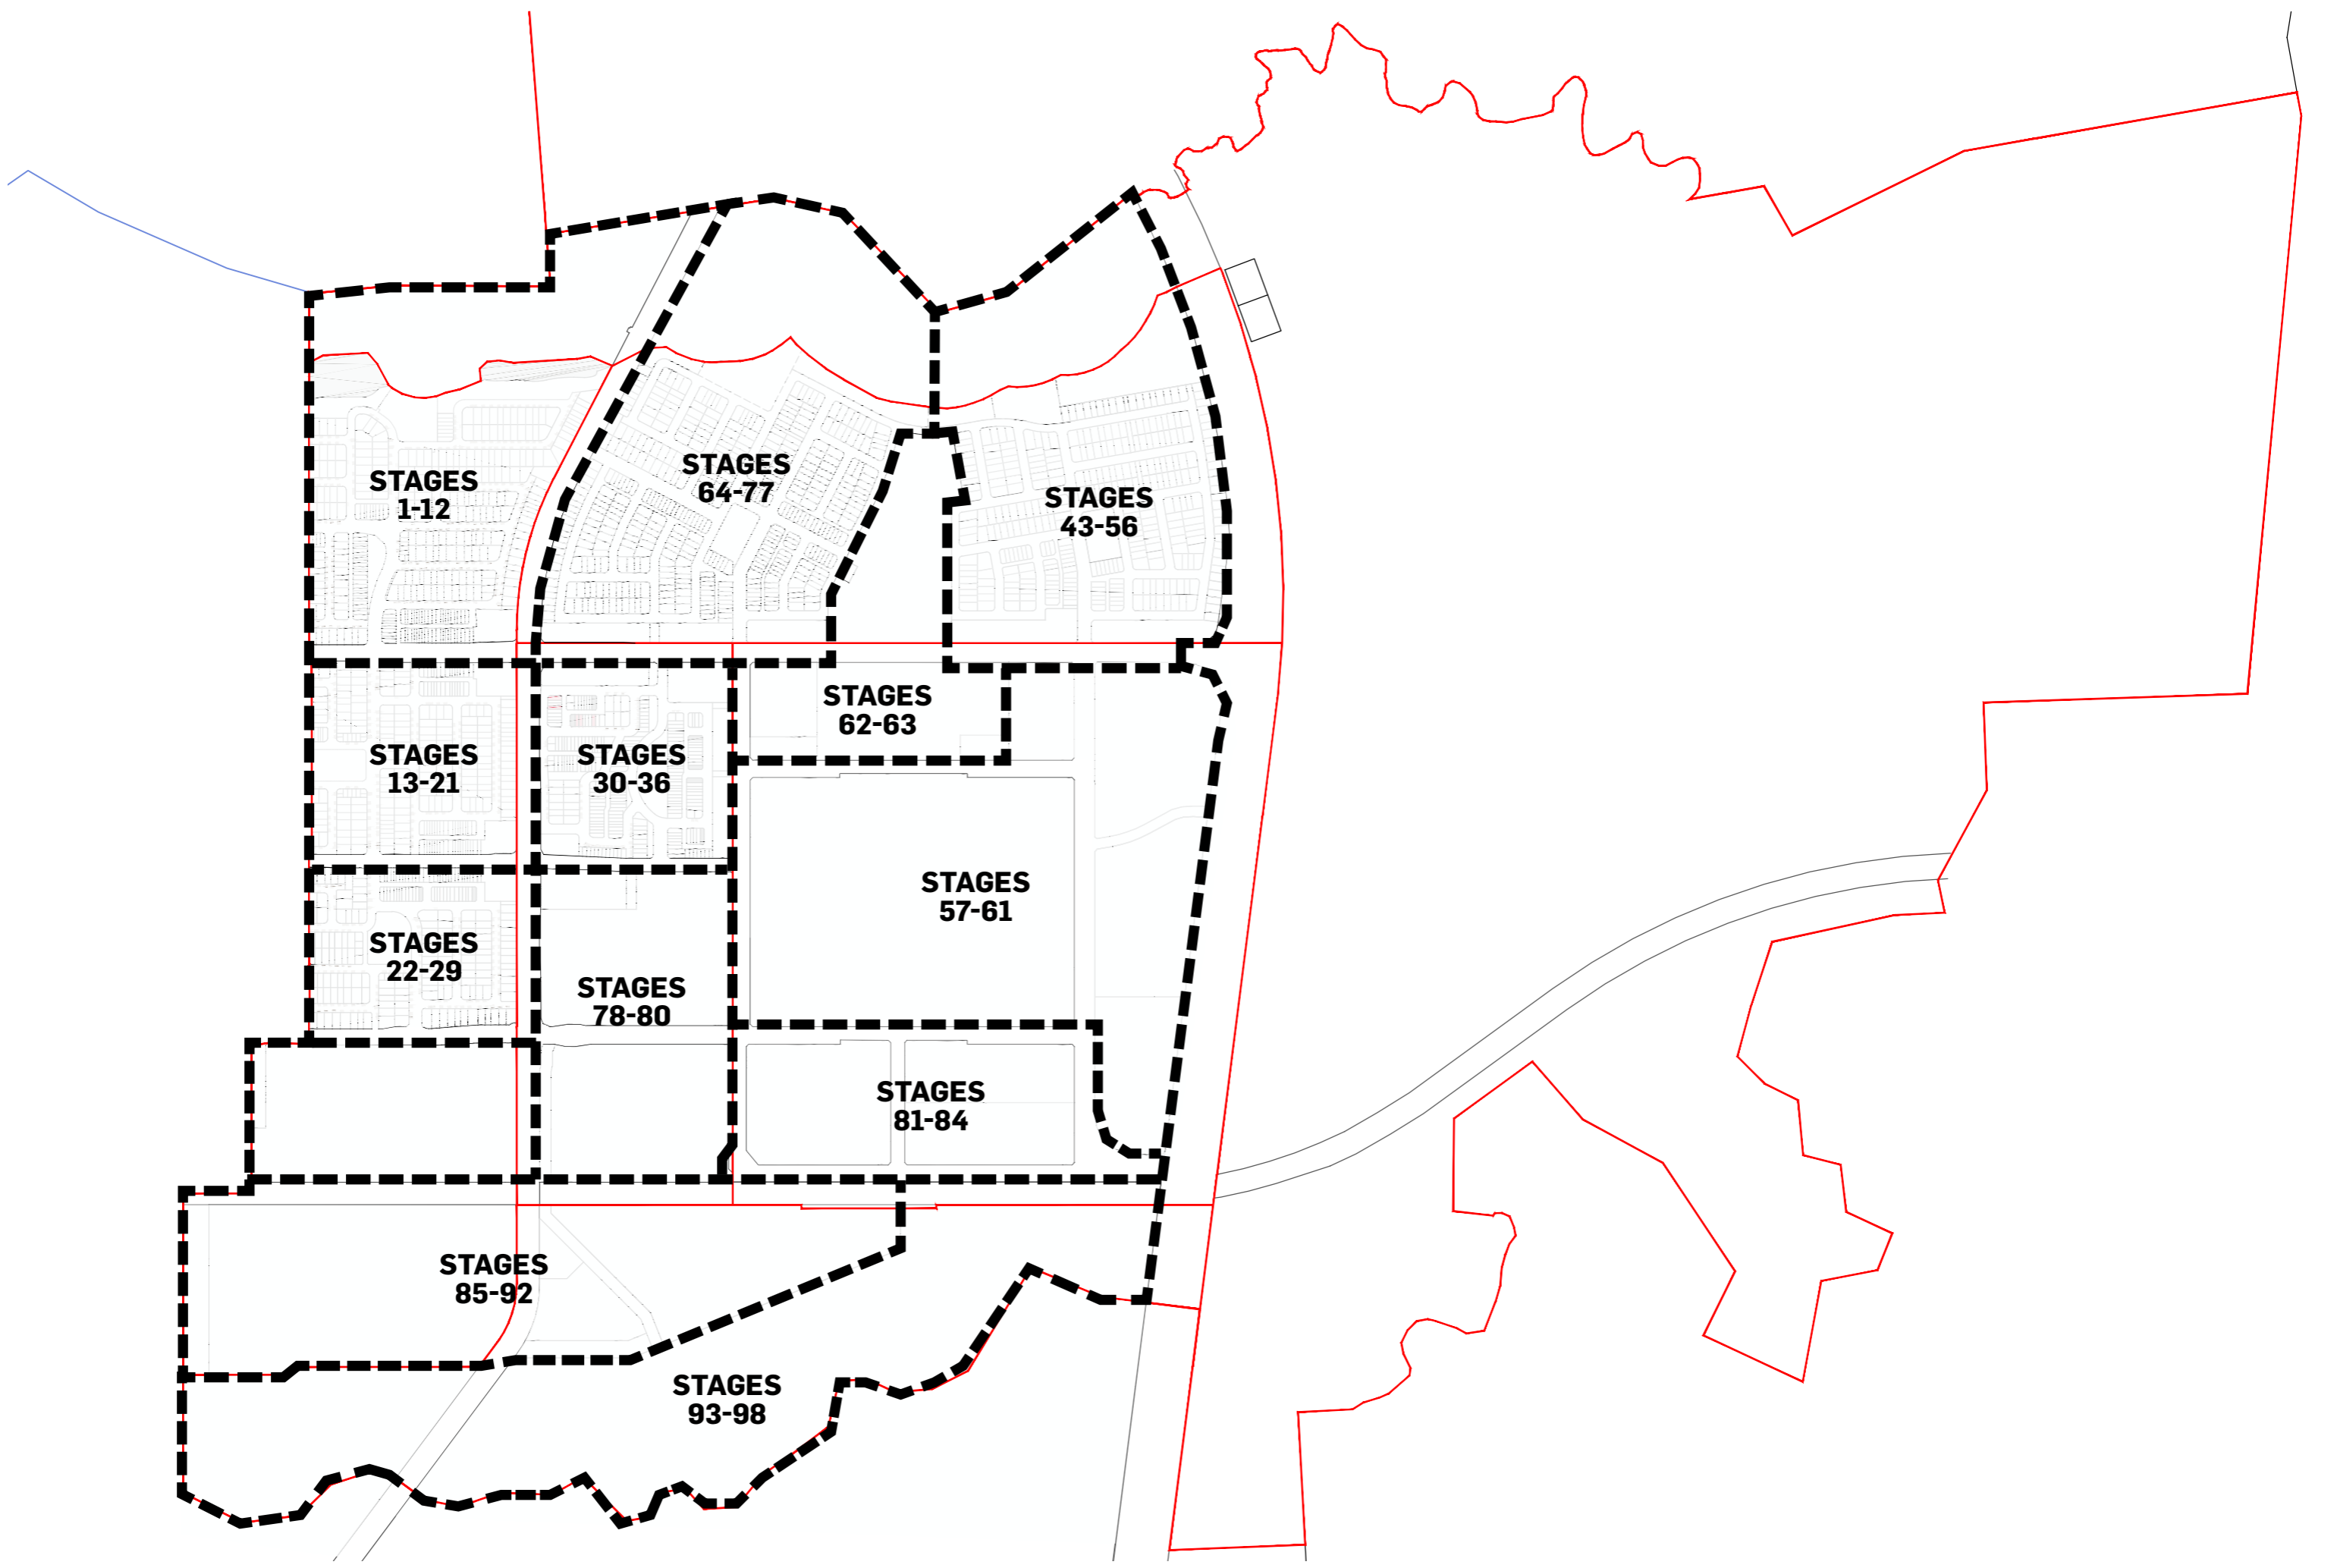 STAGES
64-77
STAGES
1-12
STAGES
43-56
STAGES
62-63
STAGES
13-21
STAGES
30-36
STAGES
57-61
STAGES
22-29
STAGES
78-80
STAGES
81-84
STAGES
85-92
STAGES
93-98